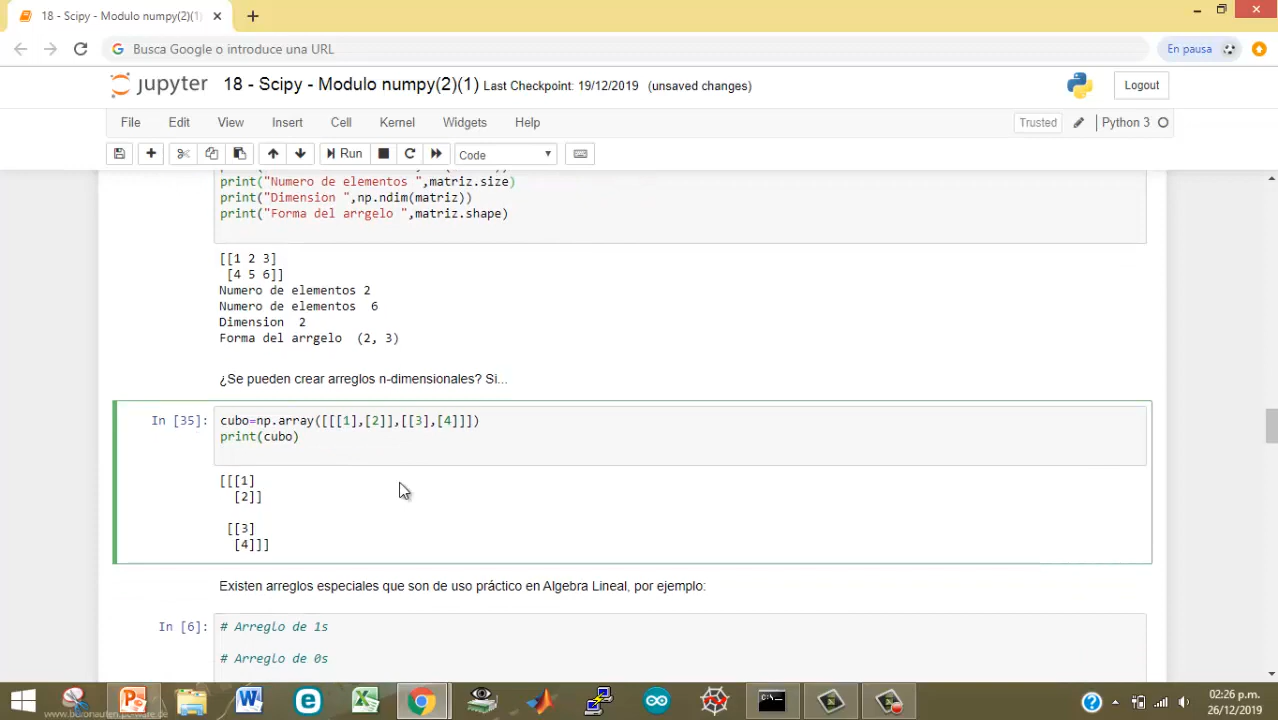 18 - Scipy - Modulo numpy(2)(1)
Busca Google o introduce una URL
En pausa
jupyter 18 - Scipy - Modulo numpy(2)(1) Last Checkpoint: 19/12/2019 (unsaved changes)
Logout
File Edit View Insert Cell Kernel Widgets Help
Trusted Python 3
Run Code
print("Numero de elementos ",matriz.size)
print("Dimension ",np.ndim(matriz))
print("Forma del arrgelo ",matriz.shape)
[[1 2 3]
[4 5 6]]
Numero de elementos 2
Numero de elementos  6
Dimension  2
Forma del arrgelo  (2, 3)
¿Se pueden crear arreglos n-dimensionales? Si...
In [35]: cubo=np.array([[[1],[2]],[[3],[4]]])
print(cubo)
[[[1]
[2]]
[[3]
[4]]]
Existen arreglos especiales que son de uso práctico en Algebra Lineal, por ejemplo:
In [6]: # Arreglo de 1s
# Arreglo de 0s
02:26 p.m.
26/12/2019